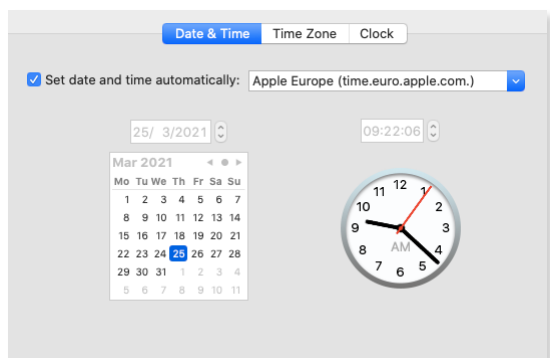 Date & Time Time Zone Clock
Set date and time automatically: Apple Europe (time.euro.apple.com.)
25/ 3/2021 09:22:06
Mar 2021
Mo Tu We Th Fr Sa Su
1 2 3 4 5 6 7
8 9 10 11 12 13 14
15 16 17 18 19 20 21
22 23 24 25 26 27 28
29 30 31 1 2 3 4
5 6 7 8 9 10 11
12 1 2 3 4 5 6 7 8 9 10 11
AM